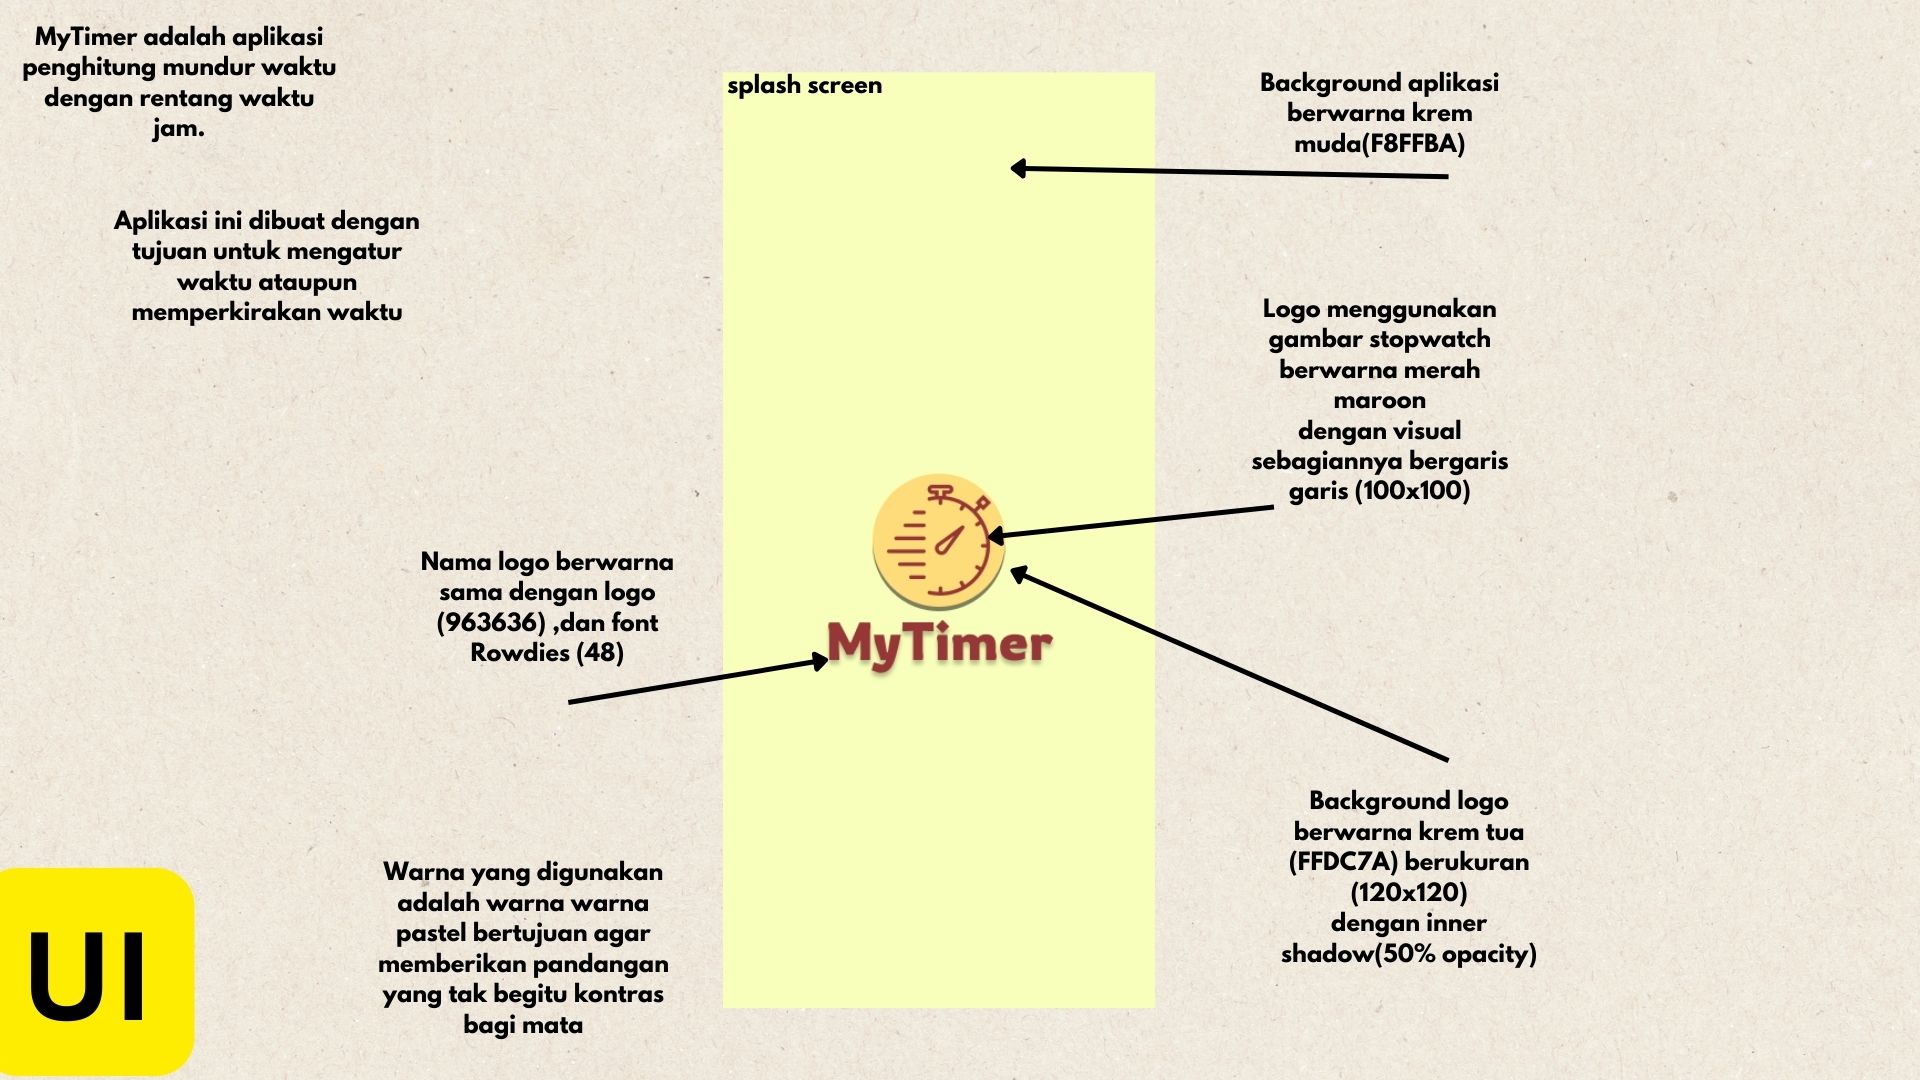 MyTimer adalah aplikasi
penghitung mundur waktu
dengan rentang waktu
jam.
Aplikasi ini dibuat dengan
tujuan untuk mengatur
waktu ataupun
memperkirakan waktu
splash screen
Background aplikasi
berwarna krem
muda(F8FFBA)
Logo menggunakan
gambar stopwatch
berwarna merah
maroon
dengan visual
sebagiannya bergaris
garis (100x100)
Nama logo berwarna
sama dengan logo
(963636) ,dan font
Rowdies (48)
MyTimer
Background logo
berwarna krem tua
(FFDC7A) berukuran
(120x120)
dengan inner
shadow(50% opacity)
Warna yang digunakan
adalah warna warna
pastel bertujuan agar
memberikan pandangan
yang tak begitu kontras
bagi mata
UI